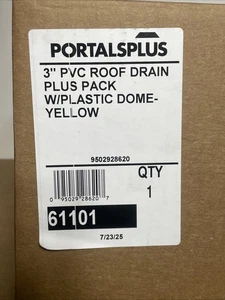 PORTALSPLUS
3" PVC ROOF DRAIN
PLUS PACK
W/PLASTIC DOME-
YELLOW
9502928620
QTY
1
0 95029 28620 7
61101
7/23/25